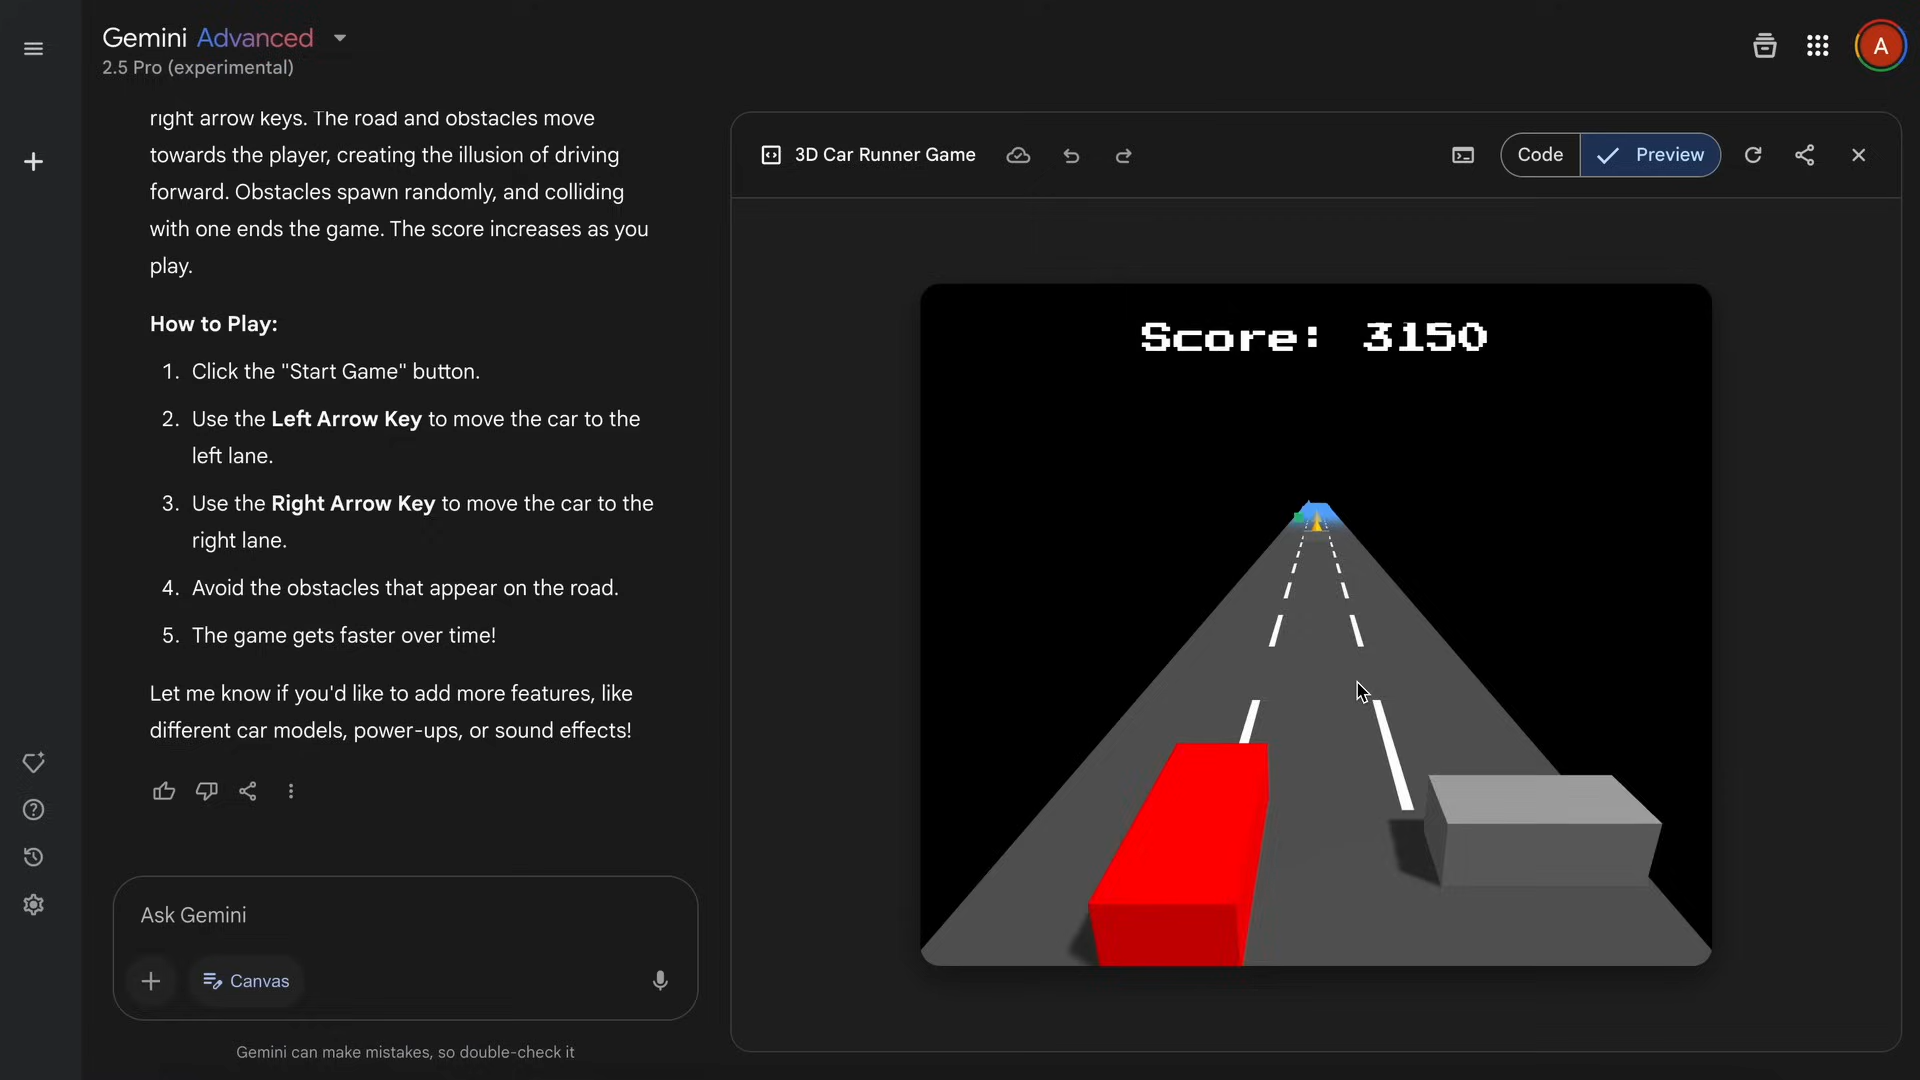 Gemini Advanced
2.5 Pro (experimental)
A
right arrow keys. The road and obstacles move
towards the player, creating the illusion of driving
forward. Obstacles spawn randomly, and colliding
with one ends the game. The score increases as you
play.
How to Play:
1. Click the "Start Game" button.
2. Use the Left Arrow Key to move the car to the
left lane.
3. Use the Right Arrow Key to move the car to the
right lane.
4. Avoid the obstacles that appear on the road.
5. The game gets faster over time!
Let me know if you'd like to add more features, like
different car models, power-ups, or sound effects!
Ask Gemini
Canvas
Gemini can make mistakes, so double-check it
3D Car Runner Game
Code
Preview
Score: 3150